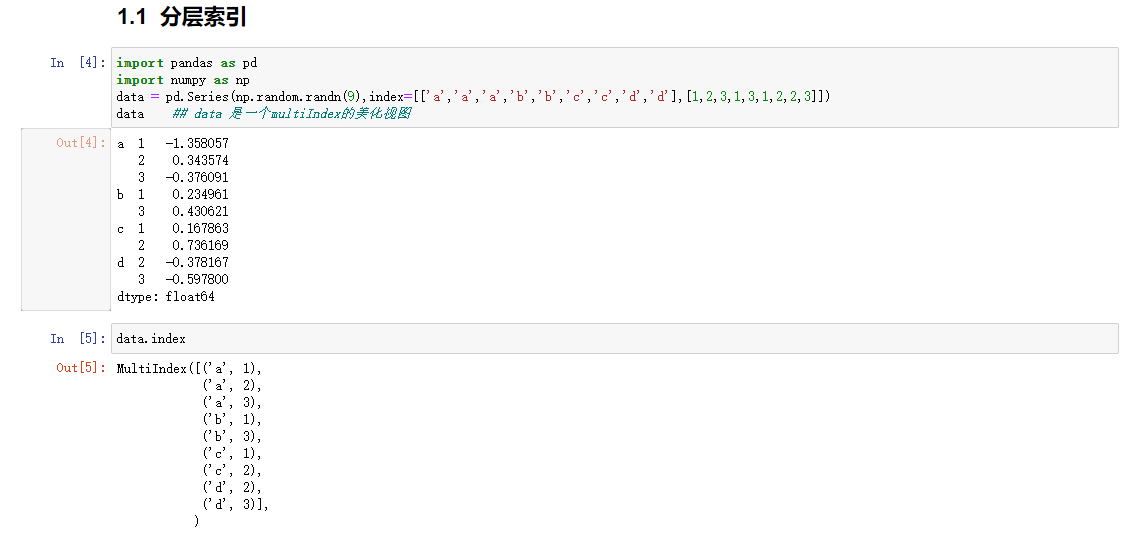 1.1 分层索引
In [4]:
import pandas as pd
import numpy as np
data = pd.Series(np.random.randn(9),index=[['a','a','a','b','b','c','c','d','d'],[1,2,3,1,3,1,2,2,3]])
data    ## data 是一个multiIndex的美化视图
Out[4]:
a  1   -1.358057
   2    0.343574
   3   -0.376091
b  1    0.234961
   3    0.430621
c  1    0.167863
   2    0.736169
d  2   -0.378167
   3   -0.597800
dtype: float64
In [5]:
data.index
Out[5]:
MultiIndex([('a', 1),
            ('a', 2),
            ('a', 3),
            ('b', 1),
            ('b', 3),
            ('c', 1),
            ('c', 2),
            ('d', 2),
            ('d', 3)],
           )